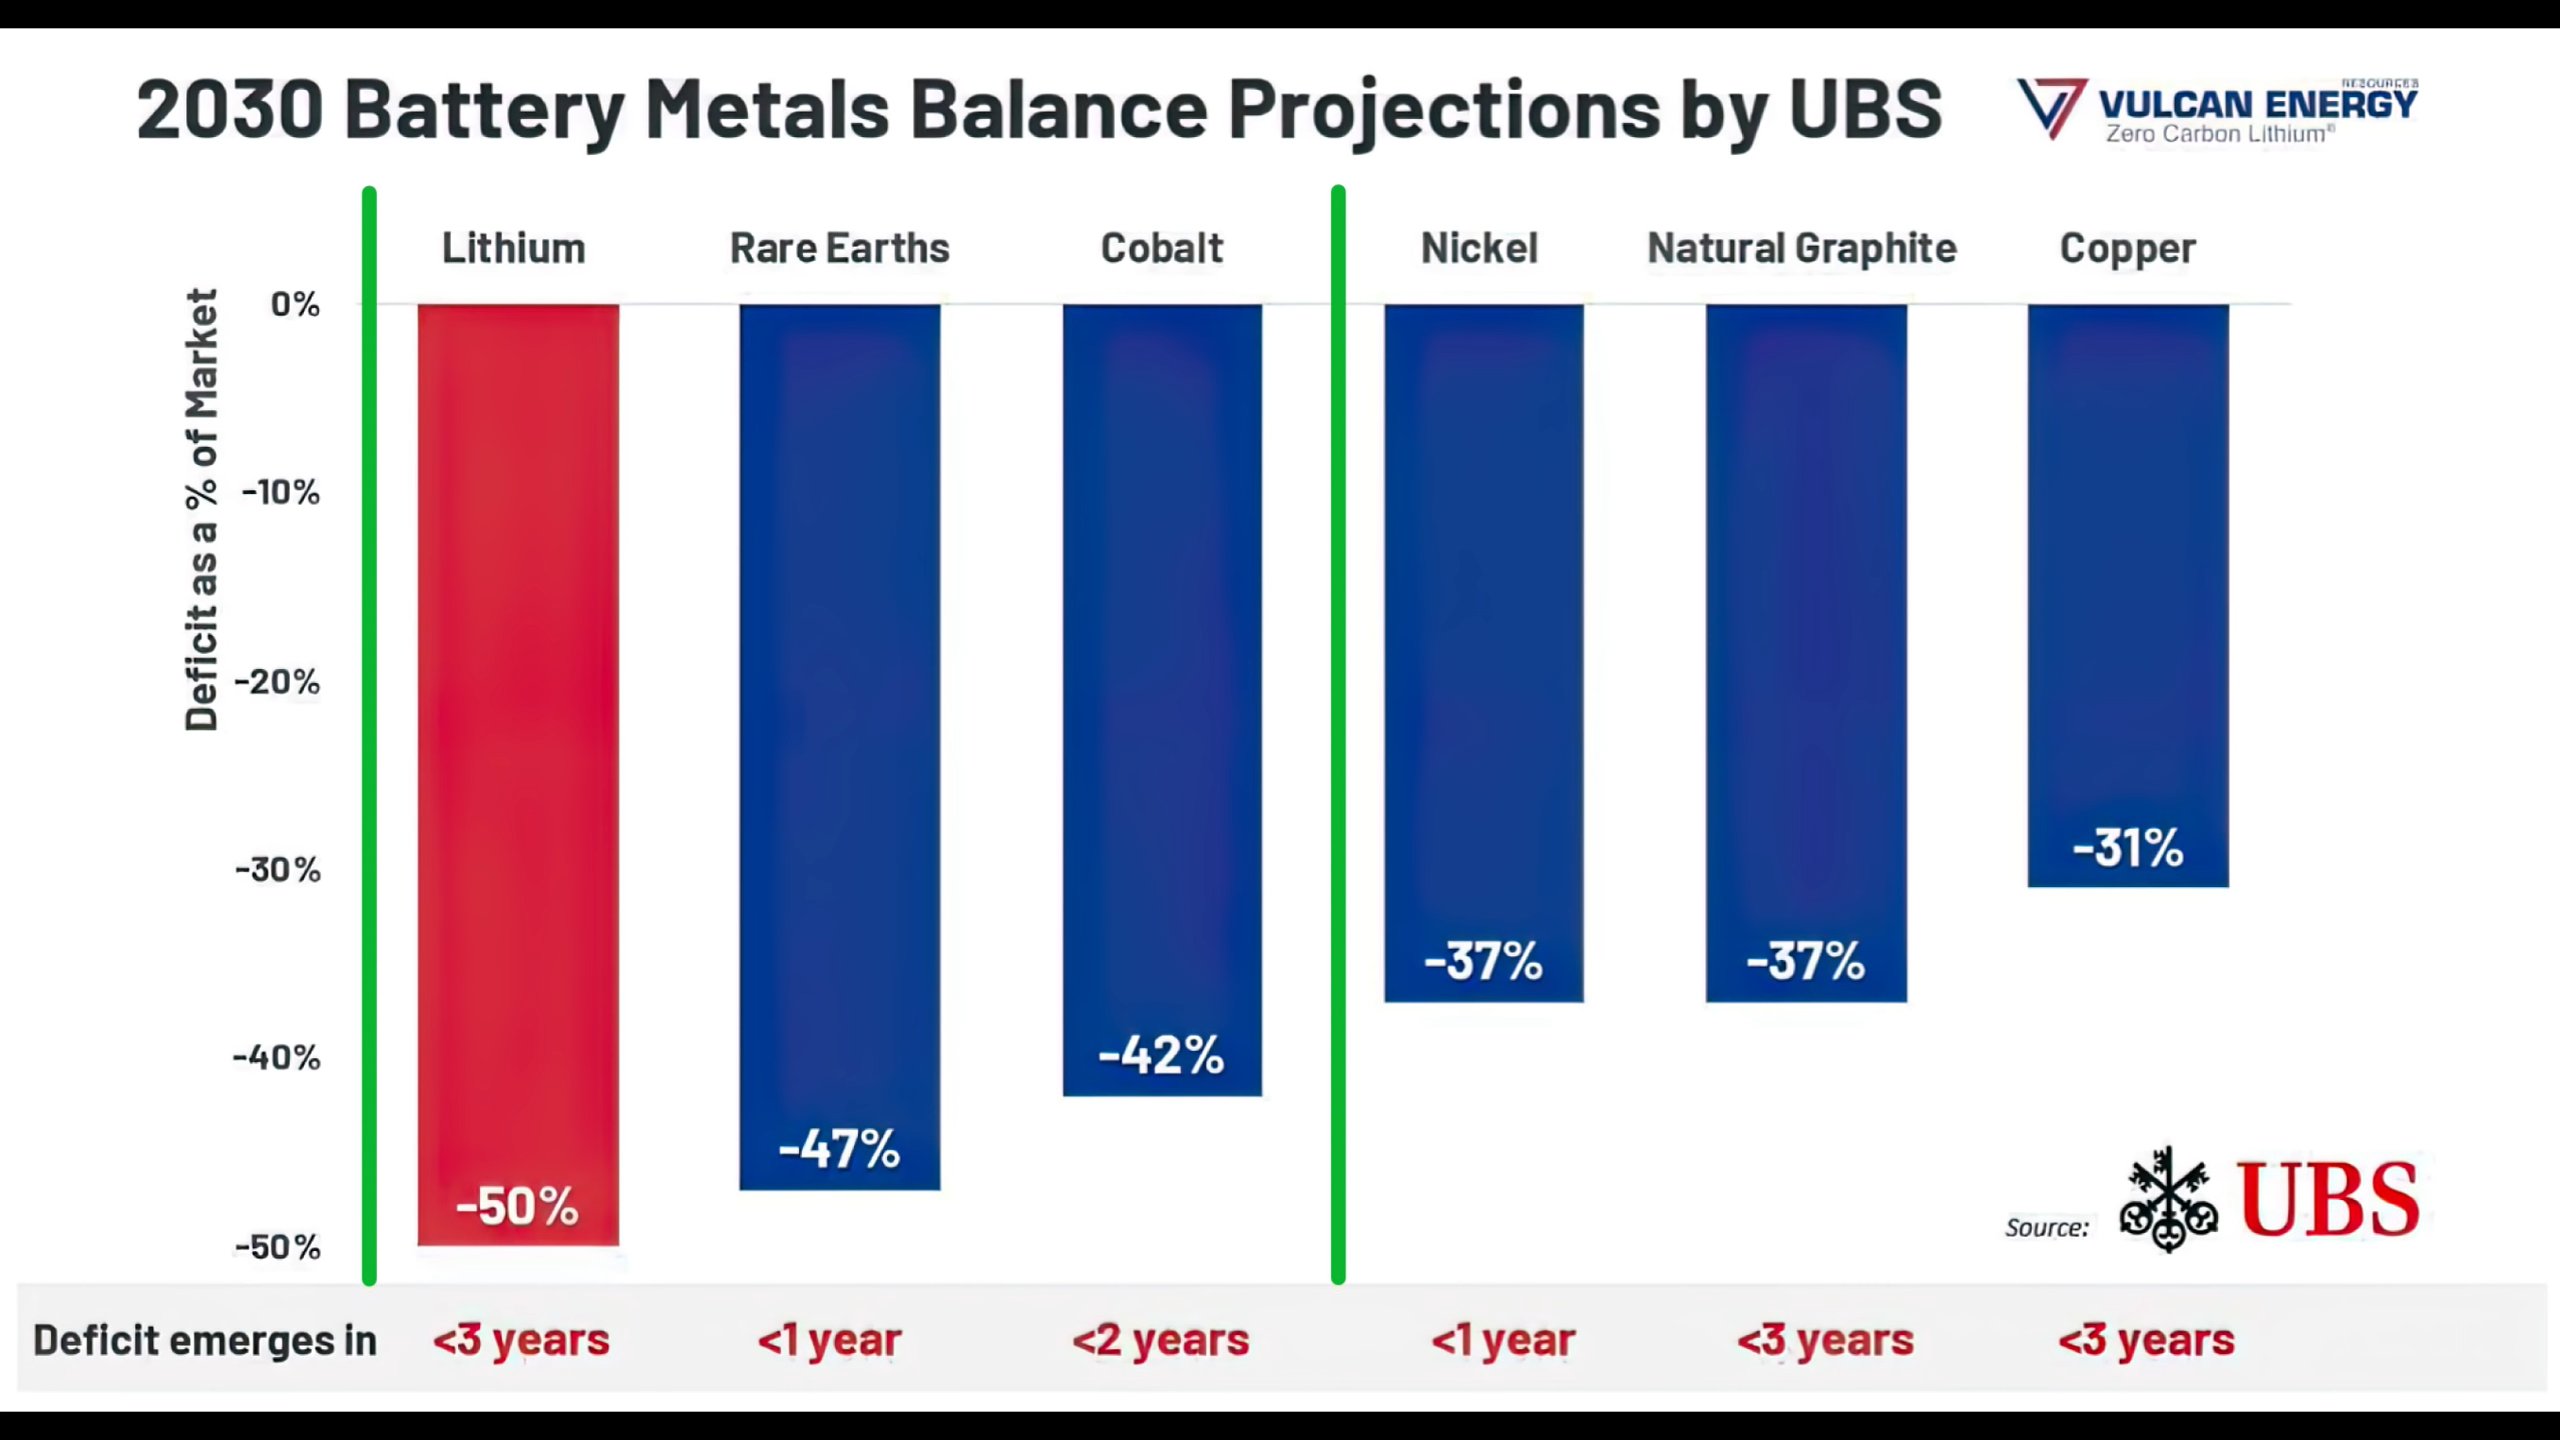 2030 Battery Metals Balance Projections by UBS
RESOURCES
VULCAN ENERGY
Zero Carbon Lithium®
Lithium
Rare Earths
Cobalt
Nickel
Natural Graphite
Copper
Deficit as a % of Market
0%
-10%
-20%
-30%
-40%
-50%
-50%
-47%
-42%
-37%
-37%
-31%
Source:
UBS
Deficit emerges in
<3 years
<1 year
<2 years
<1 year
<3 years
<3 years